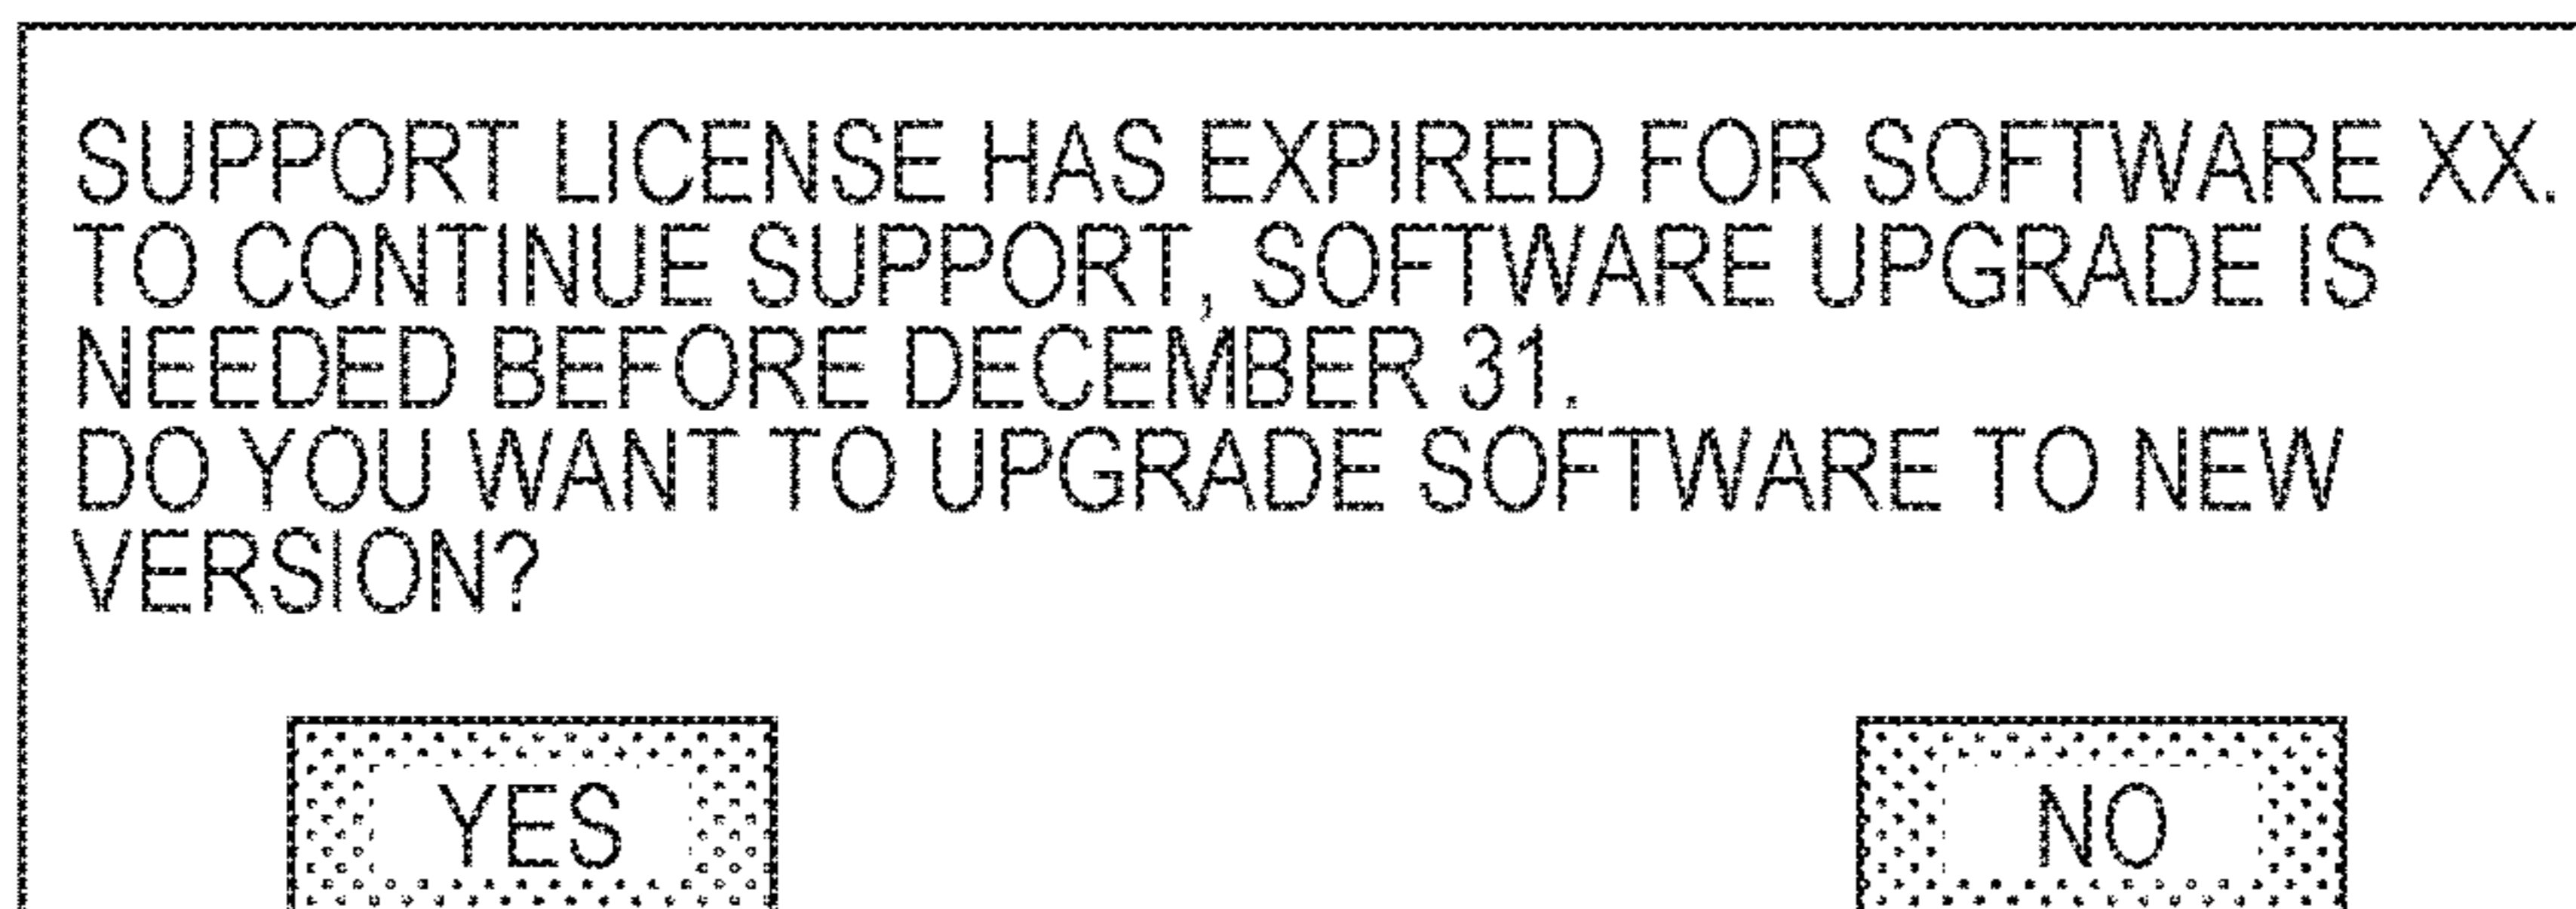 SUPPORT LICENSE HAS EXPIRED FOR SOFTWARE XX.
TO CONTINUE SUPPORT, SOFTWARE UPGRADE IS
NEEDED BEFORE DECEMBER 31.
DO YOU WANT TO UPGRADE SOFTWARE TO NEW
VERSION?
YES
NO